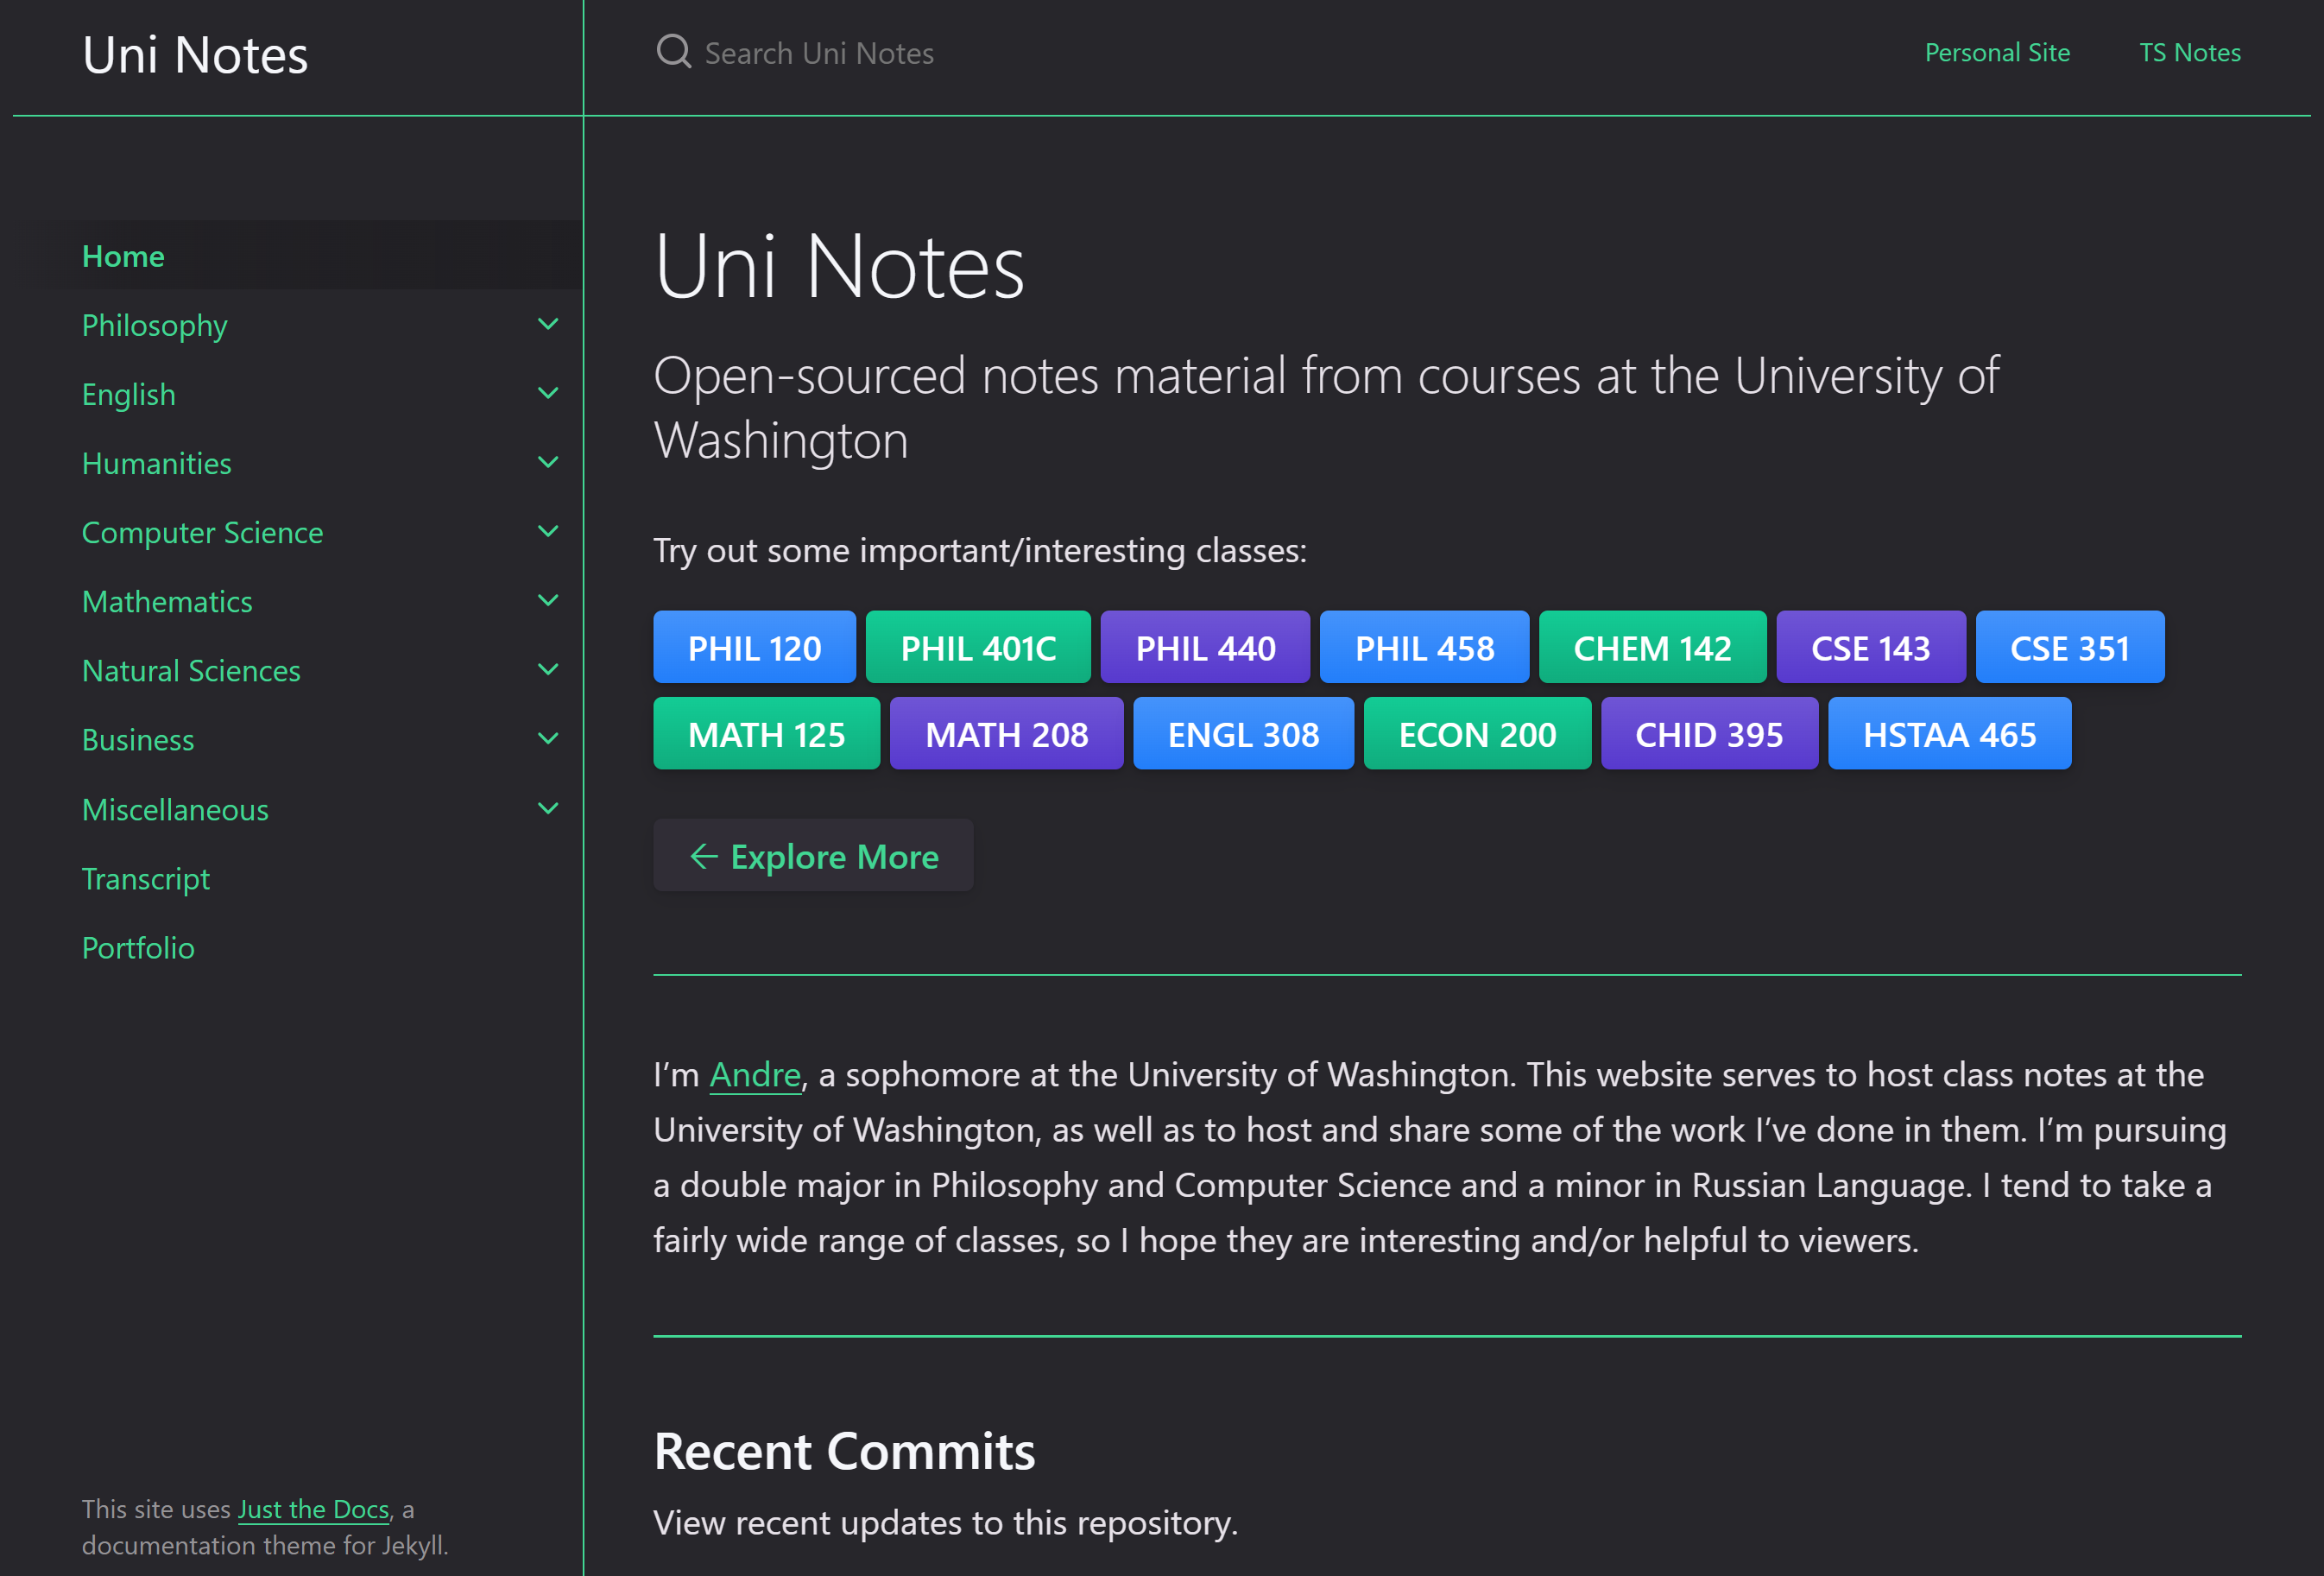 Uni Notes
Search Uni Notes
Personal Site
TS Notes
Home
Philosophy
English
Humanities
Computer Science
Mathematics
Natural Sciences
Business
Miscellaneous
Transcript
Portfolio
This site uses Just the Docs, a
documentation theme for Jekyll.
Uni Notes
Open-sourced notes material from courses at the University of
Washington
Try out some important/interesting classes:
PHIL 120 PHIL 401C PHIL 440 PHIL 458 CHEM 142 CSE 143 CSE 351
MATH 125 MATH 208 ENGL 308 ECON 200 CHID 395 HSTAA 465
← Explore More
I’m Andre, a sophomore at the University of Washington. This website serves to host class notes at the
University of Washington, as well as to host and share some of the work I’ve done in them. I’m pursuing
a double major in Philosophy and Computer Science and a minor in Russian Language. I tend to take a
fairly wide range of classes, so I hope they are interesting and/or helpful to viewers.
Recent Commits
View recent updates to this repository.